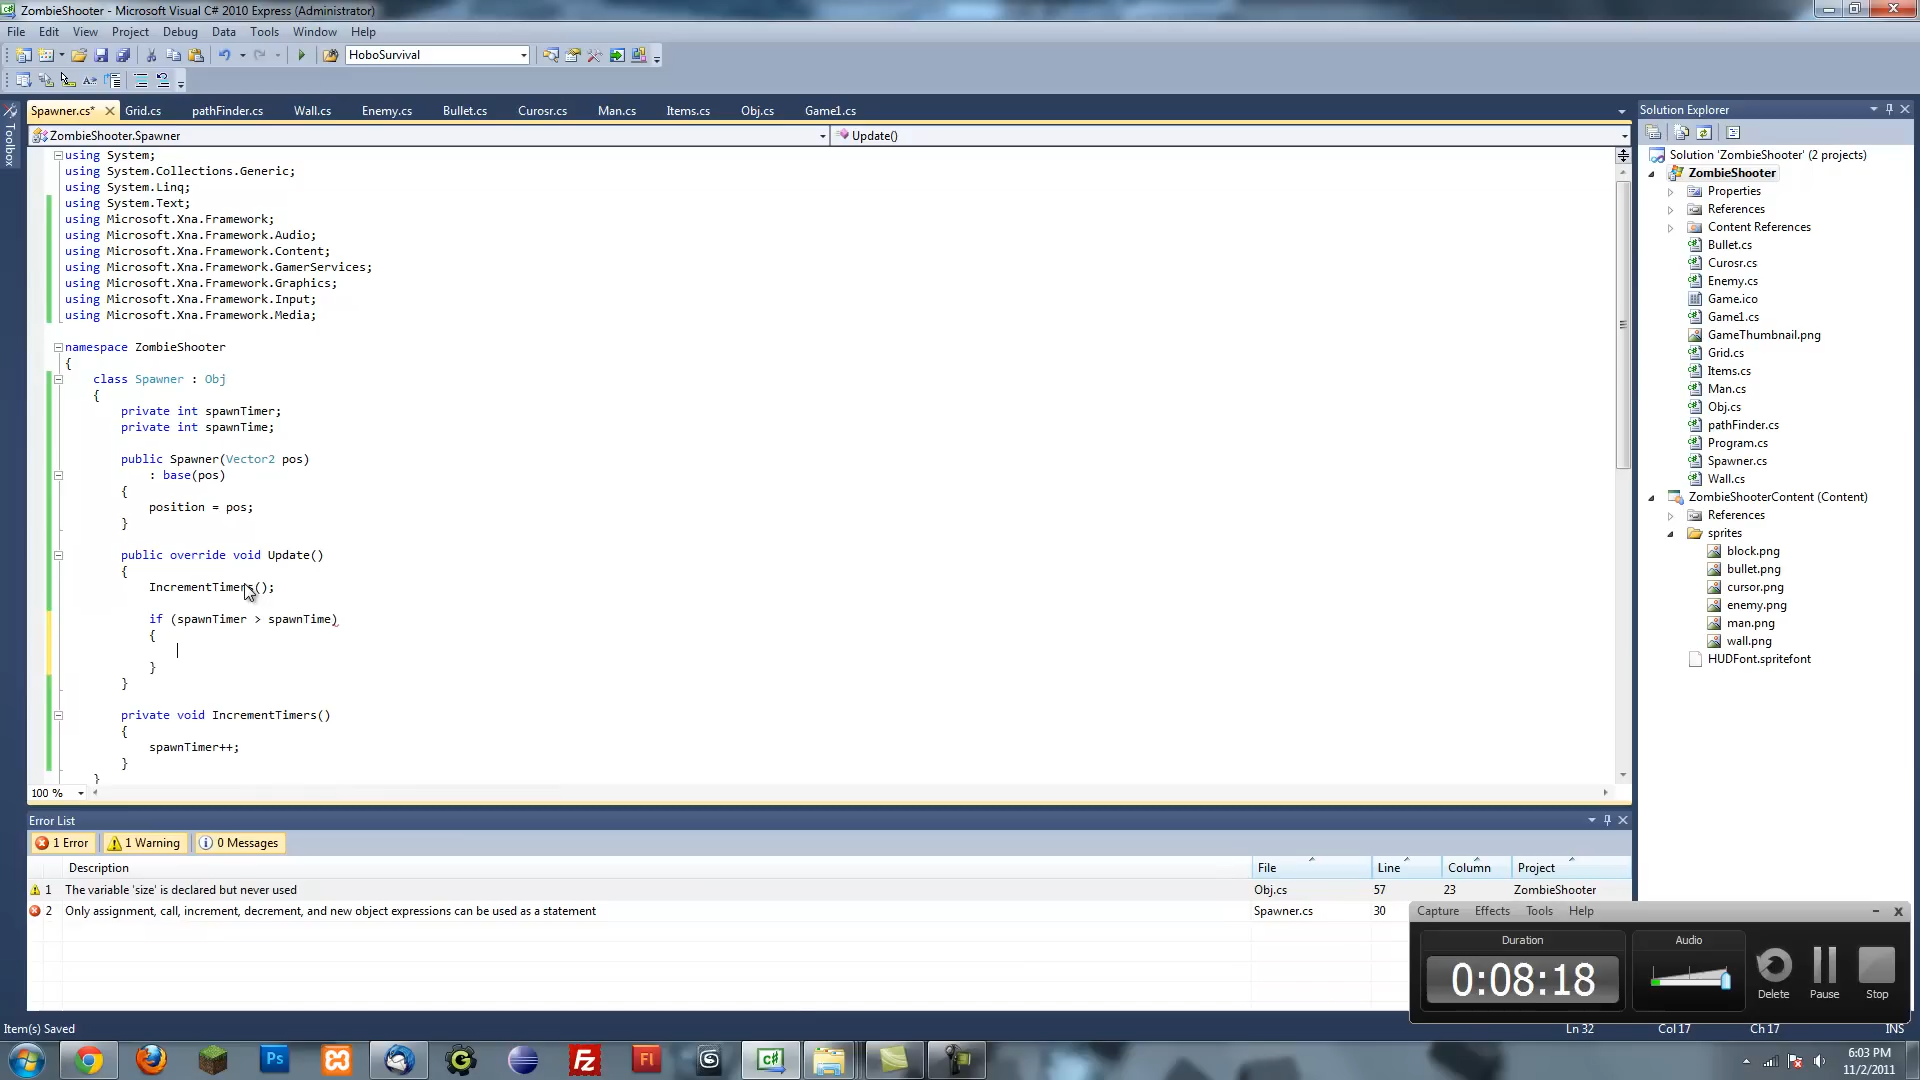 ZombieShooter - Microsoft Visual C# 2010 Express (Administrator)
File Edit View Project Debug Data Tools Window Help
HoboSurvival
Spawner.cs* Grid.cs pathFinder.cs Wall.cs Enemy.cs Bullet.cs Curosr.cs Man.cs Items.cs Obj.cs Game1.cs
ZombieShooter.Spawner Update()
Toolbox
using System;
using System.Collections.Generic;
using System.Linq;
using System.Text;
using Microsoft.Xna.Framework;
using Microsoft.Xna.Framework.Audio;
using Microsoft.Xna.Framework.Content;
using Microsoft.Xna.Framework.GamerServices;
using Microsoft.Xna.Framework.Graphics;
using Microsoft.Xna.Framework.Input;
using Microsoft.Xna.Framework.Media;
namespace ZombieShooter
{
class Spawner : Obj
{
private int spawnTimer;
private int spawnTime;
public Spawner(Vector2 pos)
: base(pos)
{
position = pos;
}
public override void Update()
{
IncrementTimers();
if (spawnTimer > spawnTime)
{
}
}
private void IncrementTimers()
{
spawnTimer++;
}
}
100 %
Solution Explorer
Solution 'ZombieShooter' (2 projects)
ZombieShooter
Properties
References
Content References
Bullet.cs
Curosr.cs
Enemy.cs
Game.ico
Game1.cs
GameThumbnail.png
Grid.cs
Items.cs
Man.cs
Obj.cs
pathFinder.cs
Program.cs
Spawner.cs
Wall.cs
ZombieShooterContent (Content)
References
sprites
block.png
bullet.png
cursor.png
enemy.png
man.png
wall.png
HUDFont.spritefont
Error List
1 Error 1 Warning 0 Messages
Description File Line Column Project
1 The variable 'size' is declared but never used Obj.cs 57 23 ZombieShooter
2 Only assignment, call, increment, decrement, and new object expressions can be used as a statement Spawner.cs 30
Capture Effects Tools Help
Duration Audio
0:08:18
Delete Pause Stop
Item(s) Saved Ln 32 Col 17 Ch 17 INS
6:03 PM
11/2/2011